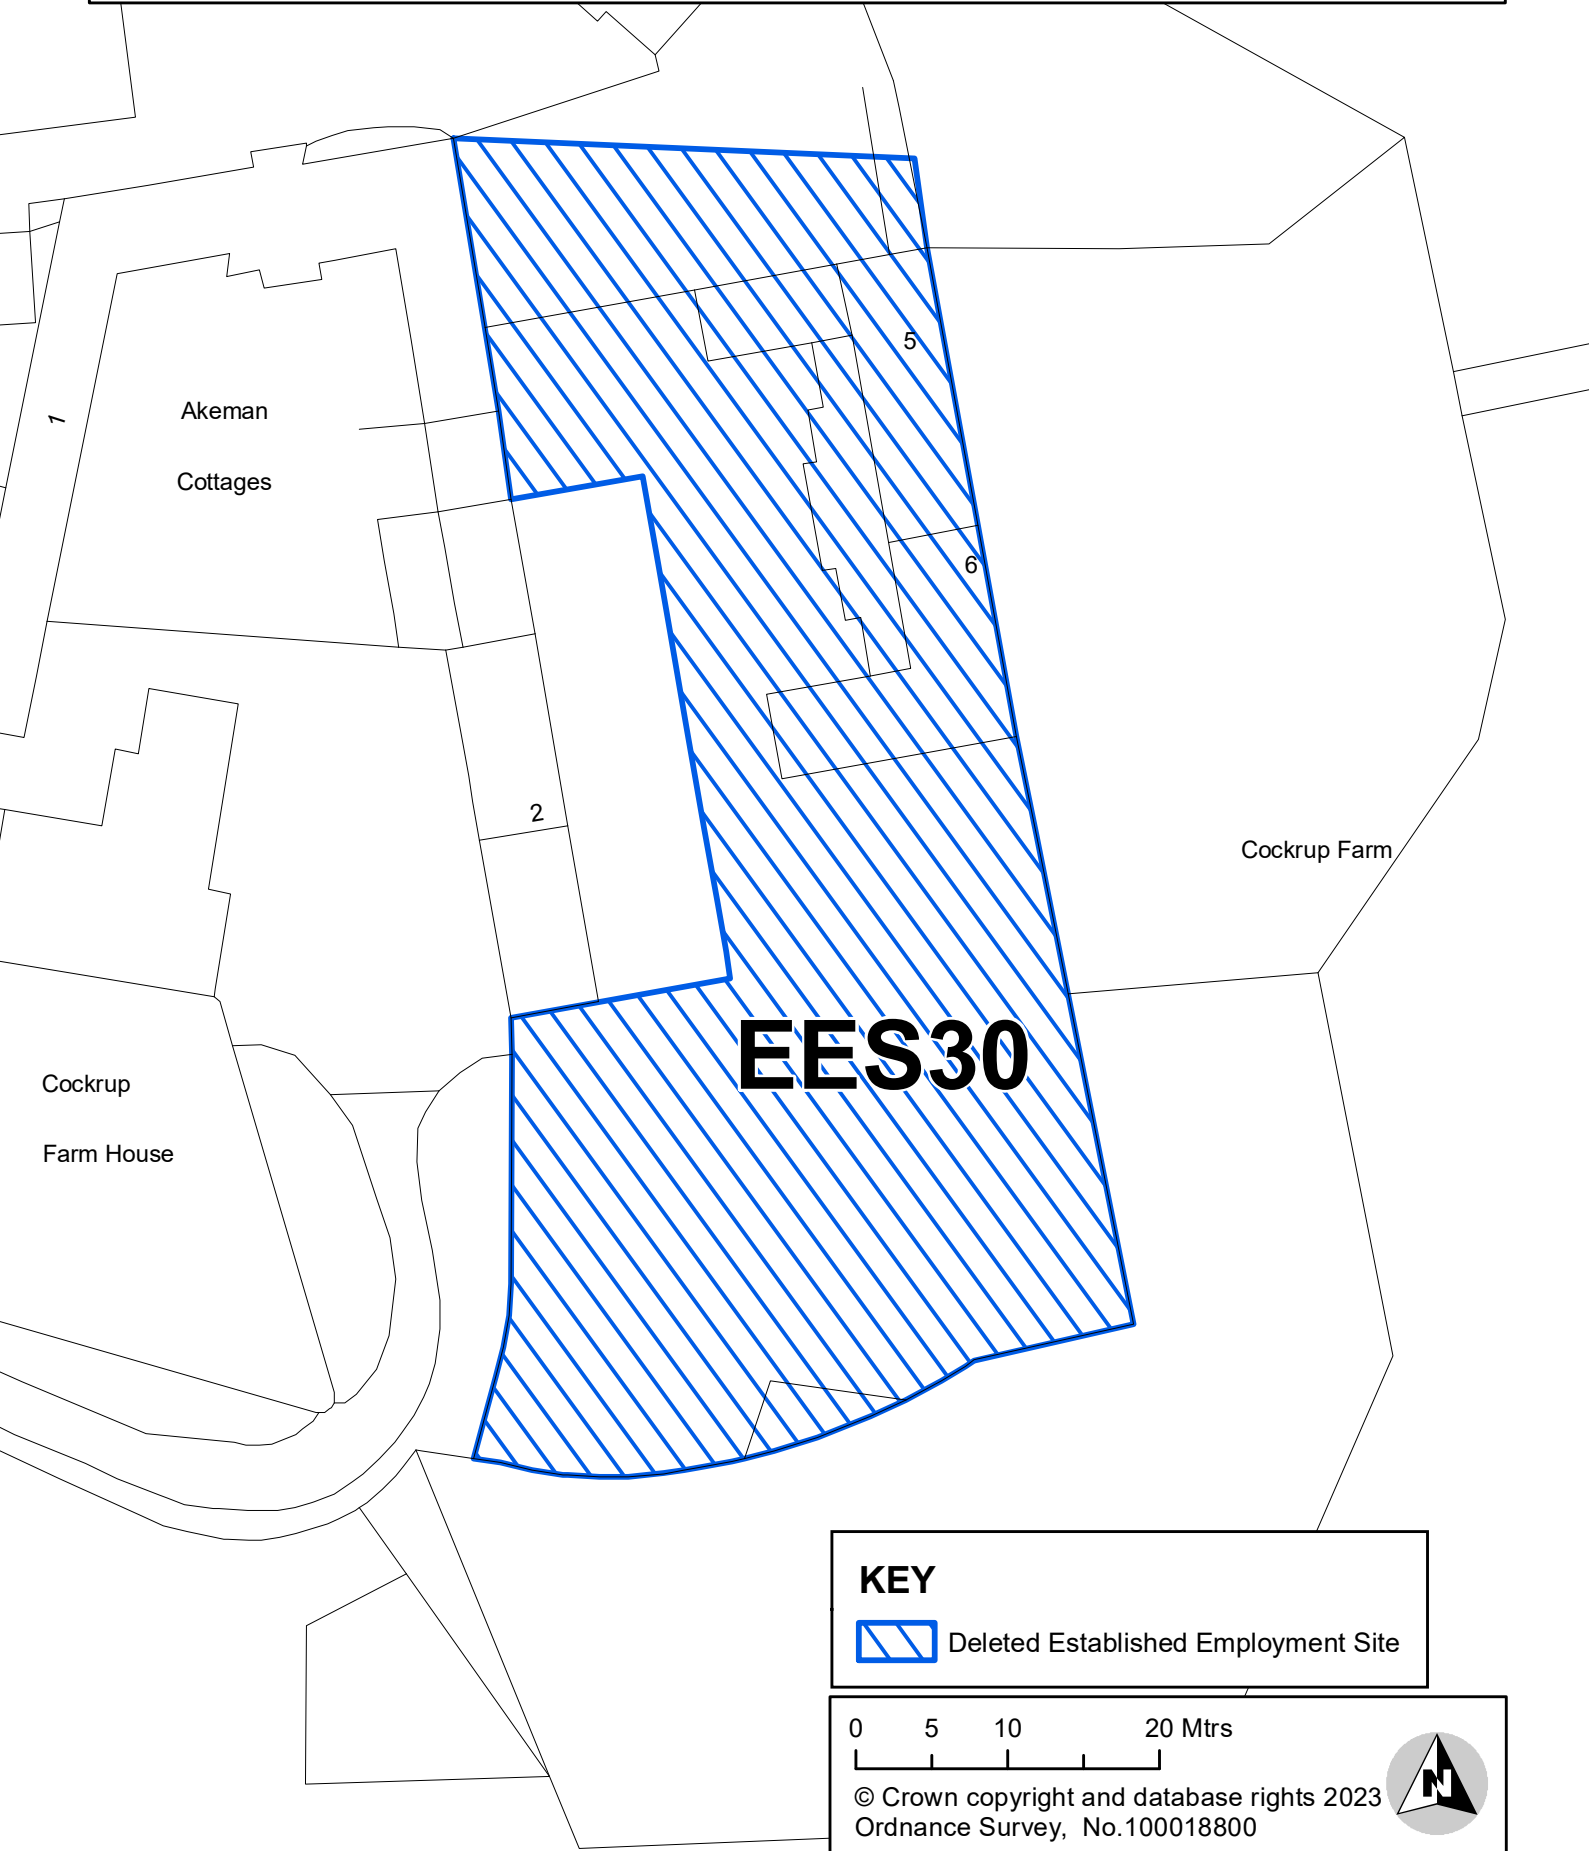 5
1
Akeman
Cottages
6
2
Cockrup Farm
EES30
Cockrup
Farm House
KEY
Deleted Established Employment Site
0 5 10 20 Mtrs
© Crown copyright and database rights 2023
Ordnance Survey, No.100018800
N